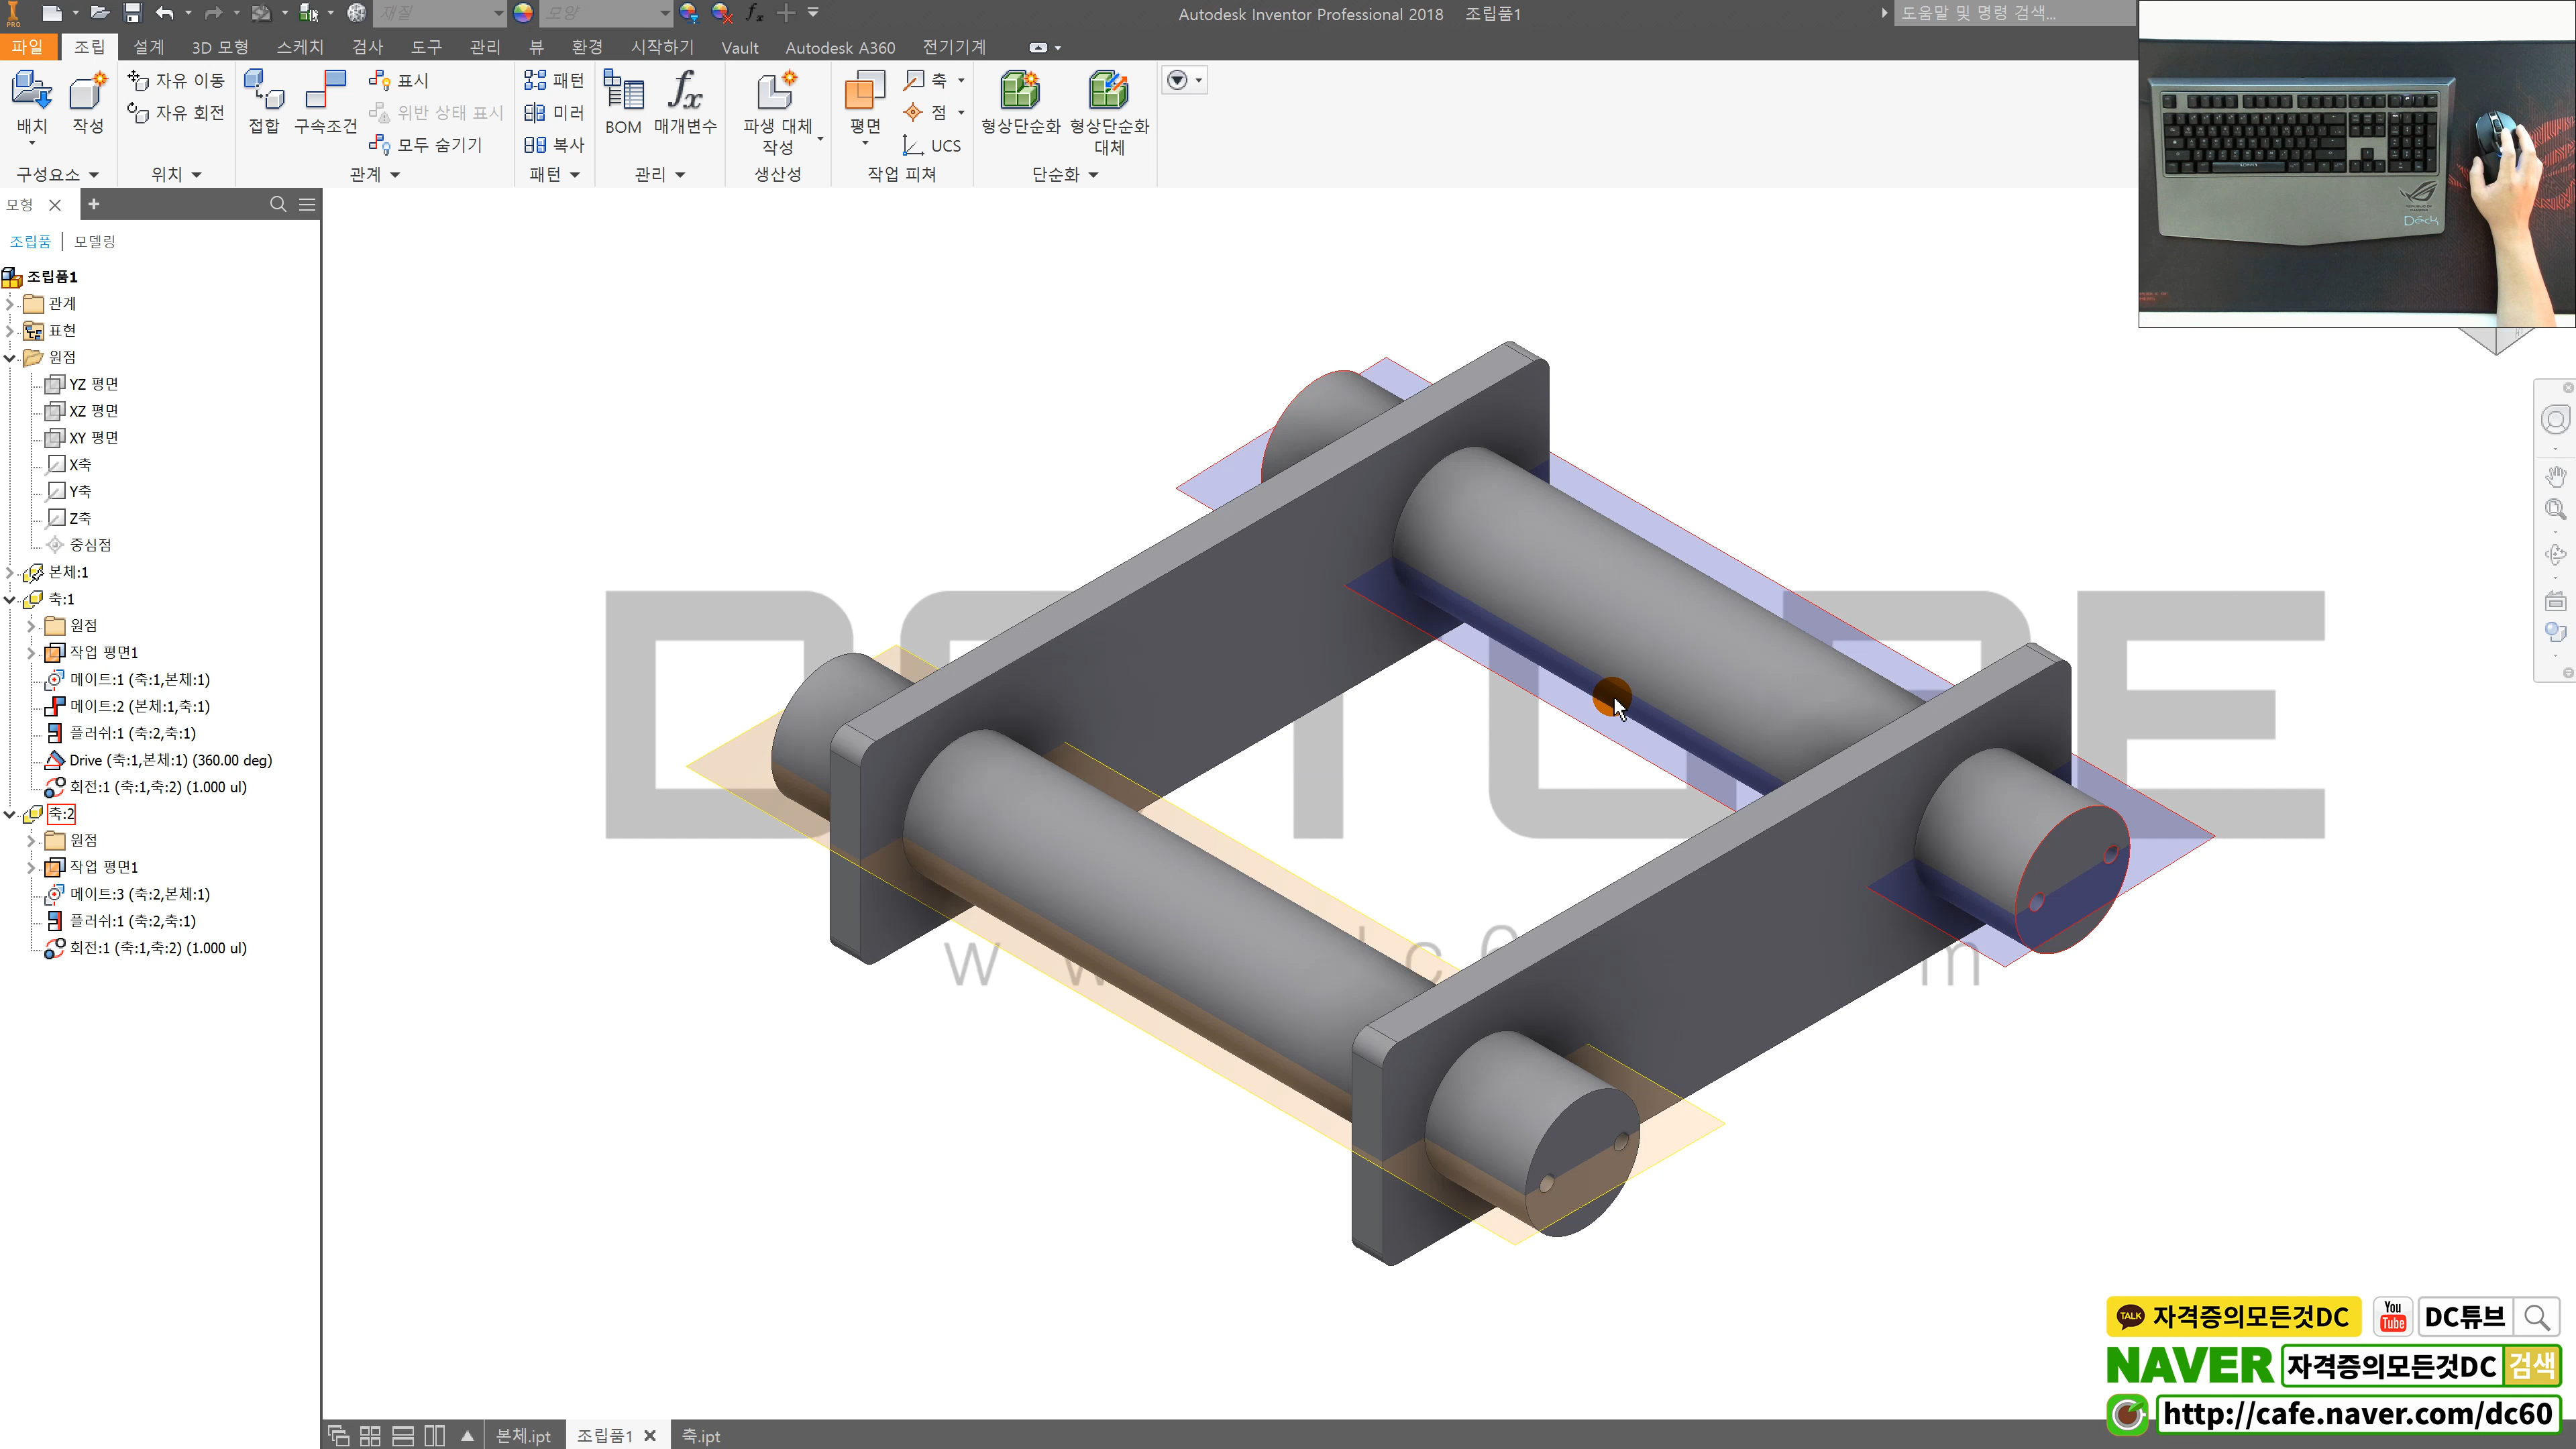 PRO
재질
모양
Autodesk Inventor Professional 2018 조립품1
도움말 및 명령 검색...
파일 조립 설계 3D 모형 스케치 검사 도구 관리 뷰 환경 시작하기 Vault Autodesk A360 전기기계
배치 작성 자유 이동 자유 회전
접합 구속조건 표시 위반 상태 표시 모두 숨기기
패턴 미러 복사
BOM 매개변수
파생 대체 작성
평면 축 점 UCS
형상단순화 형상단순화 대체
구성요소 위치 관계 패턴 관리 생산성 작업 피쳐 단순화
모형
조립품 모델링
조립품1
관계
표현
원점
YZ 평면
XZ 평면
XY 평면
X축
Y축
Z축
중심점
본체:1
축:1
원점
작업 평면1
메이트:1 (축:1,본체:1)
메이트:2 (본체:1,축:1)
플러쉬:1 (축:2,축:1)
Drive (축:1,본체:1) (360.00 deg)
회전:1 (축:1,축:2) (1.000 ul)
축:2
원점
작업 평면1
메이트:3 (축:2,본체:1)
플러쉬:1 (축:2,축:1)
회전:1 (축:1,축:2) (1.000 ul)
Deck
TALK 자격증의모든것DC You Tube DC튜브
NAVER 자격증의모든것DC 검색
http://cafe.naver.com/dc60
본체.ipt 조립품1 축.ipt